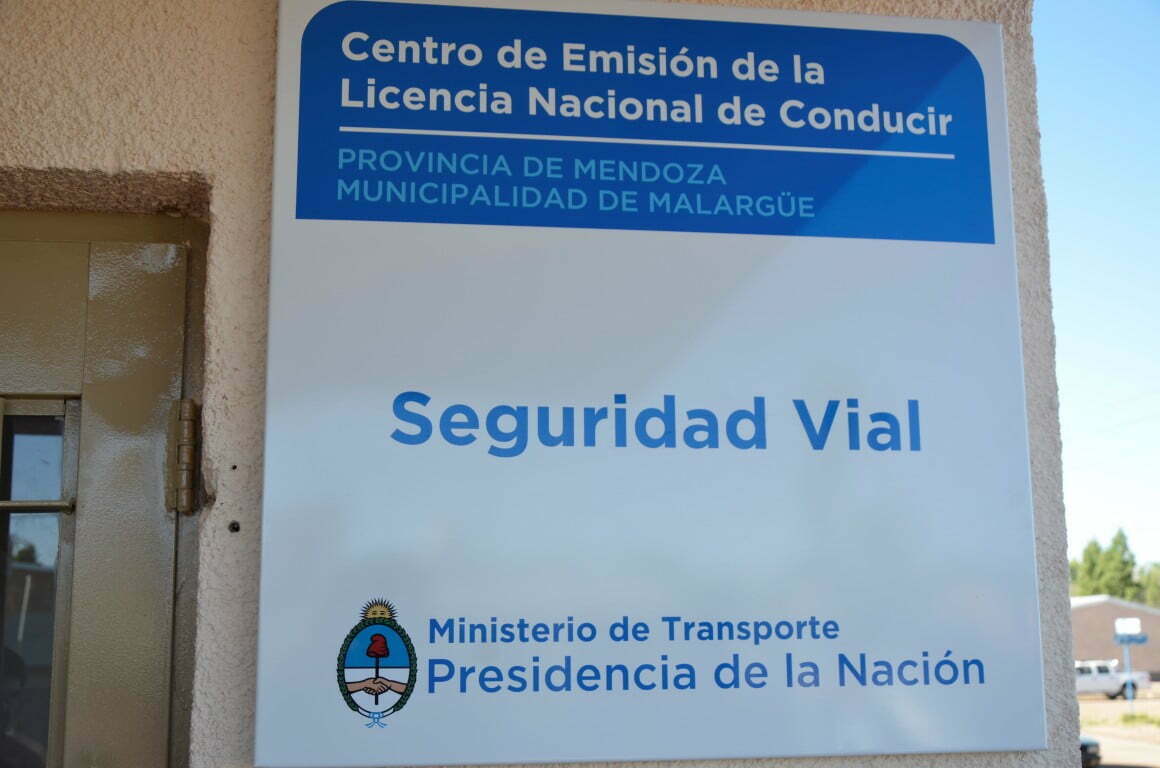 Centro de Emisión de la
Licencia Nacional de Conducir
PROVINCIA DE MENDOZA
MUNICIPALIDAD DE MALARGÜE
Seguridad Vial
Ministerio de Transporte
Presidencia de la Nación